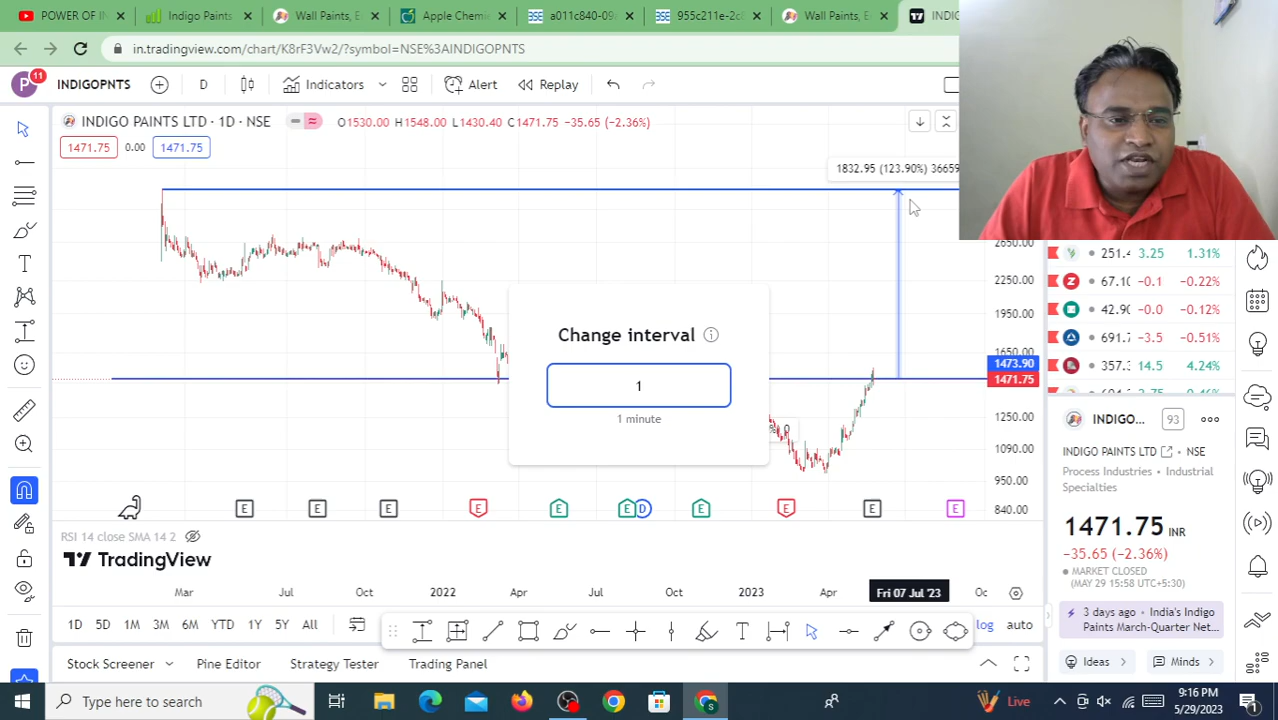 POWER OF IN
Indigo Paints
Wall Paints, E
Apple Chemi
a011c840-09
955c211e-2c8
Wall Paints, E
INDI
in.tradingview.com/chart/K8rF3Vw2/?symbol=NSE%3AINDIGOPNTS
P 11 INDIGOPNTS D Indicators Alert Replay
INDIGO PAINTS LTD · 1D · NSE O1530.00 H1548.00 L1430.40 C1471.75 −35.65 (−2.36%)
1471.75 0.00 1471.75
1832.95 (123.90%) 36659
2650.00
2250.00
1950.00
1650.00
1473.90
1471.75
1250.00
1090.00
950.00
840.00
Change interval
1
1 minute
% 0
E E E E E E D E E E E
RSI 14 close SMA 14 2
TradingView
Mar Jul Oct 2022 Apr Jul Oct 2023 Apr Fri 07 Jul '23 Oc
1D 5D 1M 3M 6M YTD 1Y 5Y All log auto
Stock Screener Pine Editor Strategy Tester Trading Panel
251.4 3.25 1.31%
67.10 −0.1 −0.22%
42.90 −0.0 −0.12%
691.7 −3.5 −0.51%
357.3 14.5 4.24%
INDIGO... 93
INDIGO PAINTS LTD · NSE
Process Industries • Industrial
Specialties
1471.75 INR
−35.65 (−2.36%)
MARKET CLOSED
(MAY 29 15:58 UTC+5:30)
3 days ago • India's Indigo
Paints March-Quarter Net...
Ideas Minds
Type here to search
Live
9:16 PM
5/29/2023
1